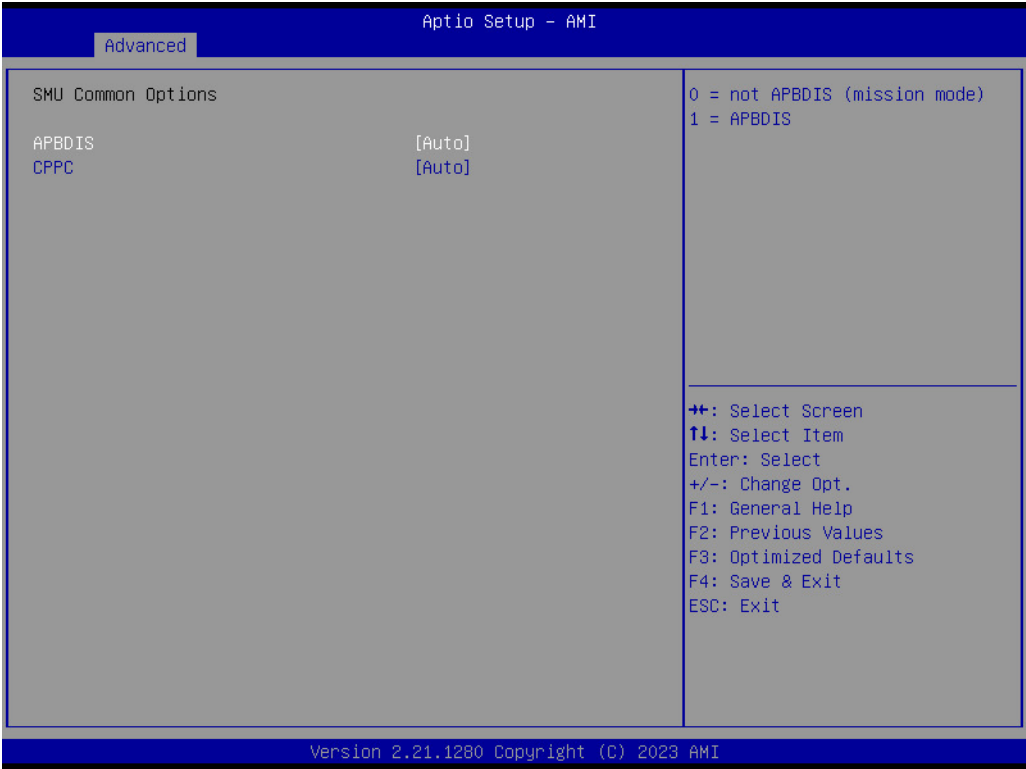 Aptio Setup – AMI
Advanced
SMU Common Options
APBDIS [Auto]
CPPC [Auto]
0 = not APBDIS (mission mode)
1 = APBDIS
→←: Select Screen
↑↓: Select Item
Enter: Select
+/-: Change Opt.
F1: General Help
F2: Previous Values
F3: Optimized Defaults
F4: Save & Exit
ESC: Exit
Version 2.21.1280 Copyright (C) 2023 AMI